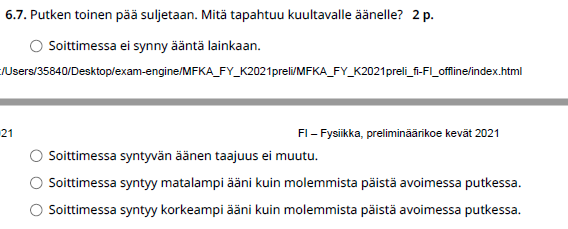 6.7. Putken toinen pää suljetaan. Mitä tapahtuu kuultavalle äänelle? 2 p.
Soittimessa ei synny ääntä lainkaan.
:/Users/35840/Desktop/exam-engine/MFKA_FY_K2021preli/MFKA_FY_K2021preli_fi-FI_offline/index.html
21 FI – Fysiikka, preliminäärikoe kevät 2021
Soittimessa syntyvän äänen taajuus ei muutu.
Soittimessa syntyy matalampi ääni kuin molemmista päistä avoimessa putkessa.
Soittimessa syntyy korkeampi ääni kuin molemmista päistä avoimessa putkessa.